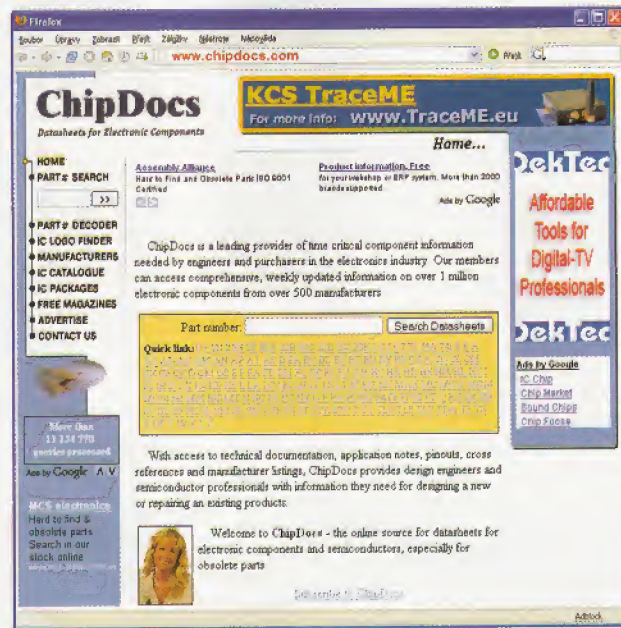 Firefox
Soubor Úpravy Zobrazit Přejít Záložky Nástroje Nápověda
www.chipdocs.com
Přejít
ChipDocs
Datasheets for Electronic Components
KCS TraceME
For more info: www.TraceME.eu
Home...
HOME
PART# SEARCH
>>
PART# DECODER
IC LOGO FINDER
MANUFACTURERS
IC CATALOGUE
IC PACKAGES
FREE MAGAZINES
ADVERTISE
CONTACT US
More than
queries processed
Ads by Google
MCS electronics
Hard to find &
obsolete parts
Search in our
stock online
Assembly Alliance
Hard to Find and Obsolete Parts ISO 9001
Certified
Product information, Free
for your webshop or ERP system. More than 2000
brands supported
Ads by Google
ChipDocs is a leading provider of time critical component information
needed by engineers and purchasers in the electronics industry. Our members
can access comprehensive, weekly updated information on over 1 million
electronic components from over 500 manufacturers
Part number:
Search Datasheets
Quick link:
With access to technical documentation, application notes, pinouts, cross
references and manufacturer listings, ChipDocs provides design engineers and
semiconductor professionals with information they need for designing a new
or repairing an existing products.
Welcome to ChipDocs - the online source for datasheets for
electronic components and semiconductors, especially for
obsolete parts
Subscribe to ChipDocs
DekTec
Affordable
Tools for
Digital-TV
Professionals
DekTec
Ads by Google
IC Chip
Chip Market
Sound Chips
Chip Foose
Adblock